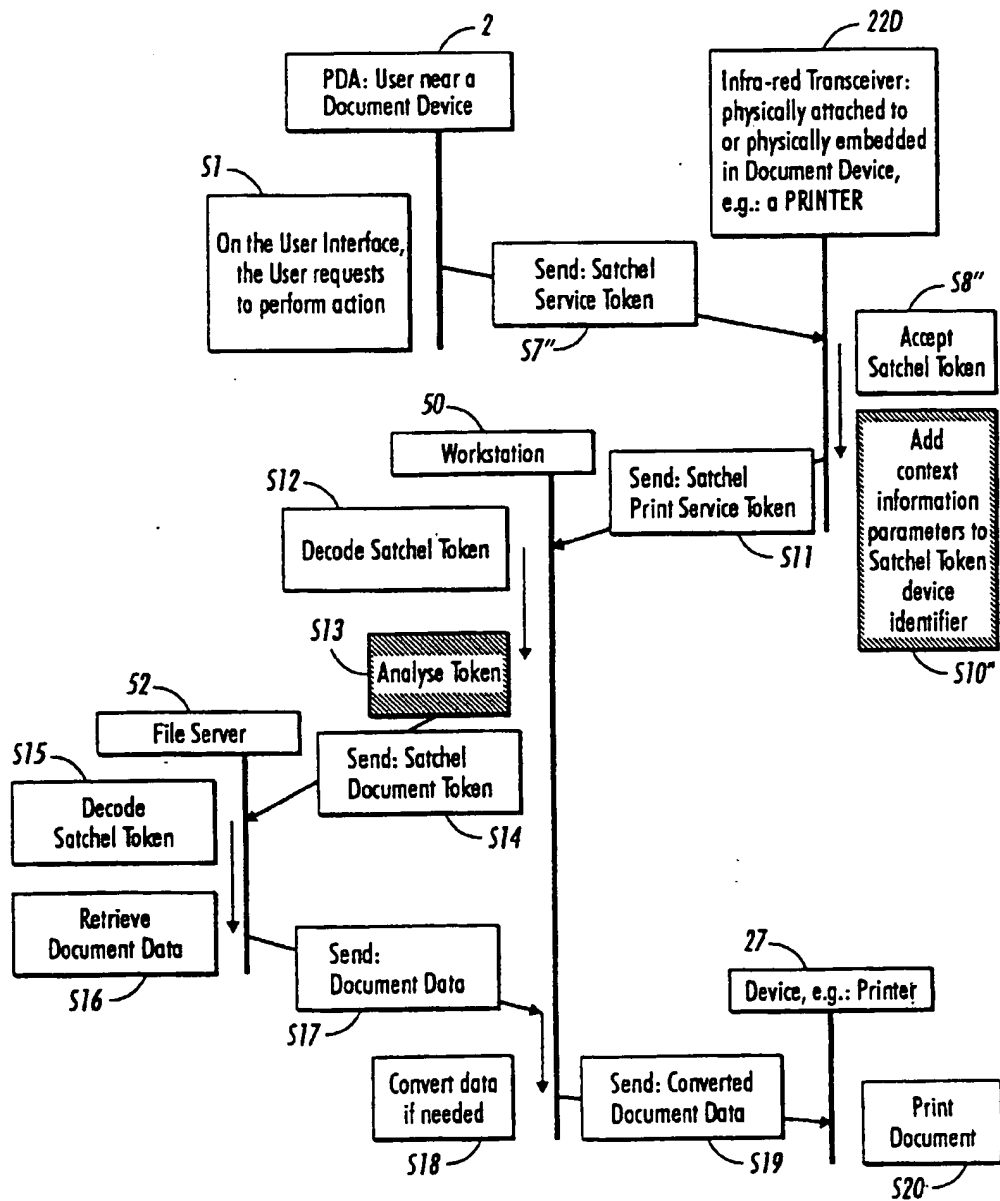 2
22D
PDA: User near a
Document Device
Infra-red Transceiver:
physically attached to
or physically embedded
in Document Device,
e.g.: a PRINTER
S1
On the User Interface,
the User requests
to perform action
Send: Satchel
Service Token
S7"
S8"
Accept
Satchel Token
50
Workstation
Add
context
information
parameters to
Satchel Token
device
identifier
S10"
Send: Satchel
Print Service Token
S11
S12
Decode Satchel Token
S13
Analyse Token
52
File Server
S15
Decode
Satchel Token
Send: Satchel
Document Token
S14
Retrieve
Document Data
S16
Send:
Document Data
S17
27
Device, e.g.: Printer
Convert data
if needed
S18
Send: Converted
Document Data
S19
Print
Document
S20